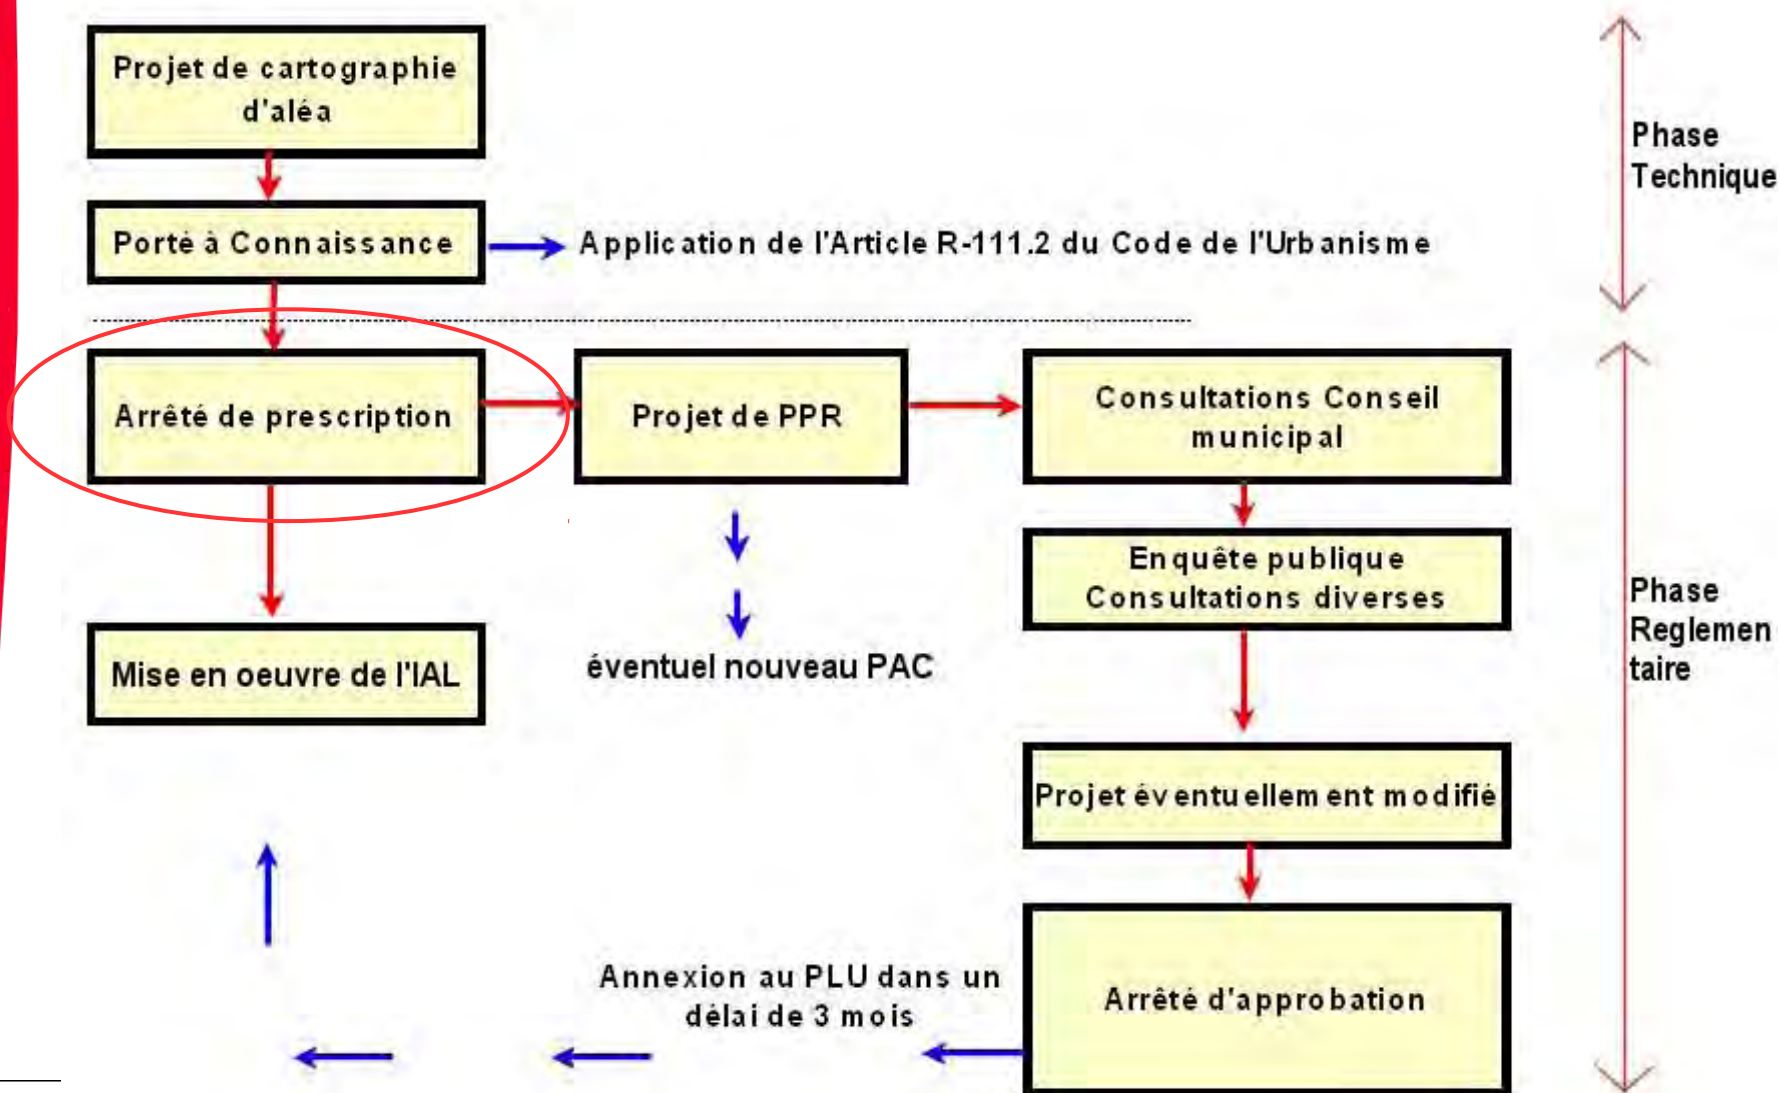 Projet de cartographie
d'aléa
Phase
Technique
Porté à Connaissance
Application de l'Article R-111.2 du Code de l'Urbanisme
Arrêté de prescription
Projet de PPR
Consultations Conseil
municipal
Enquête publique
Consultations diverses
Phase
Reglemen
taire
Mise en oeuvre de l'IAL
éventuel nouveau PAC
Projet éventuellement modifié
Annexion au PLU dans un
délai de 3 mois
Arrêté d'approbation